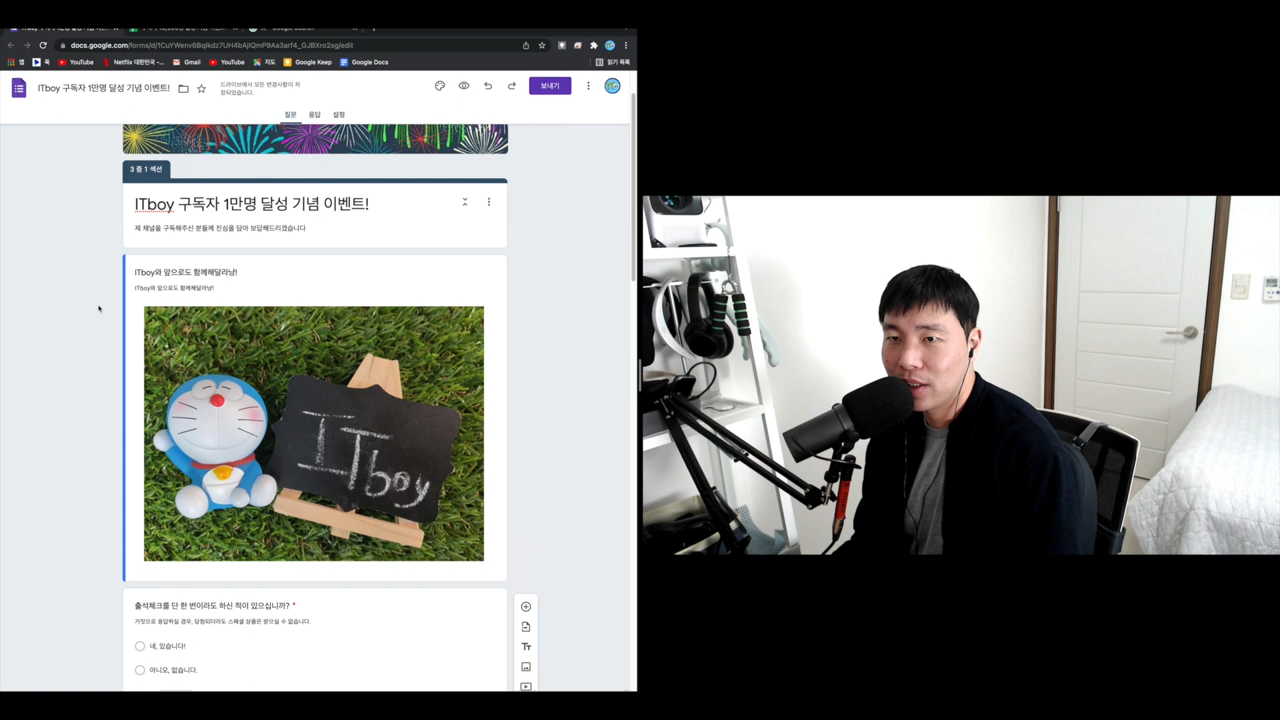 docs.google.com/forms/d/1CuYWenv6Bqlkdz7UH4bAjIQmP9Aa3arf4_GJBXro2sg/edit
앱
톡
YouTube
Netflix 대한민국 -...
Gmail
YouTube
지도
Google Keep
Google Docs
읽기 목록
ITboy 구독자 1만명 달성 기념 이벤트!
드라이브에서 모든 변경사항이 저
장되었습니다.
보내기
질문
응답
설정
3 중 1 섹션
ITboy 구독자 1만명 달성 기념 이벤트!
제 채널을 구독해주신 분들께 진심을 담아 보답해드리겠습니다
ITboy와 앞으로도 함께해달라냥!
ITboy와 앞으로도 함께해달라냥!
ITboy
출석체크를 단 한 번이라도 하신 적이 있으십니까? *
거짓으로 응답하실 경우, 당첨되더라도 스페셜 상품은 받으실 수 없습니다.
네, 있습니다!
아니오, 없습니다.
Tт